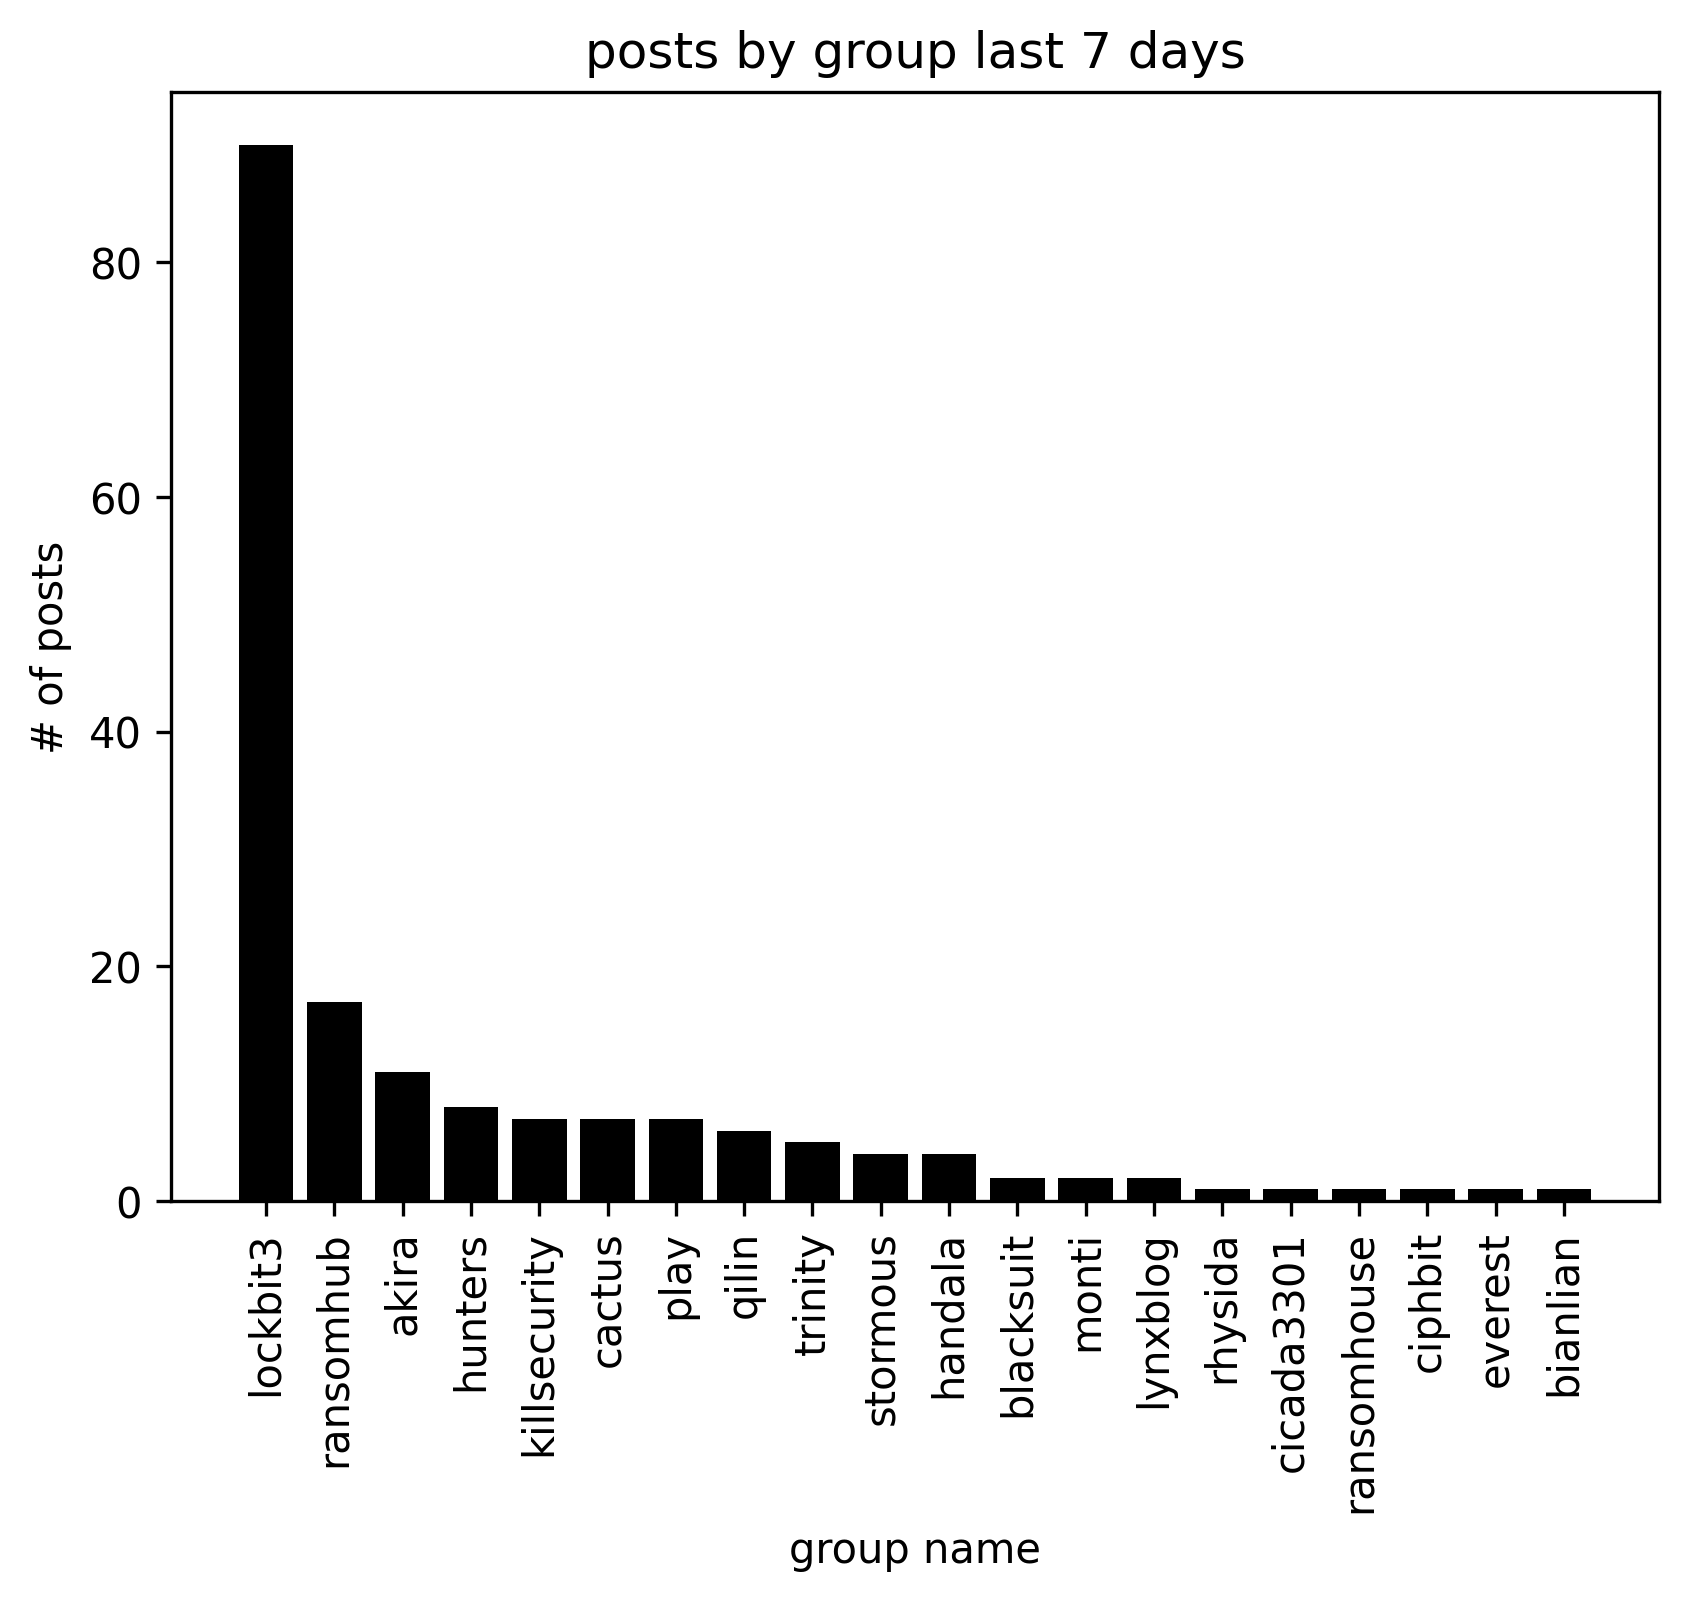 posts by group last 7 days
# of posts
80
60
40
20
0
lockbit3
ransomhub
akira
hunters
killsecurity
cactus
play
qilin
trinity
stormous
handala
blacksuit
monti
lynxblog
rhysida
cicada3301
ransomhouse
ciphbit
everest
bianlian
group name